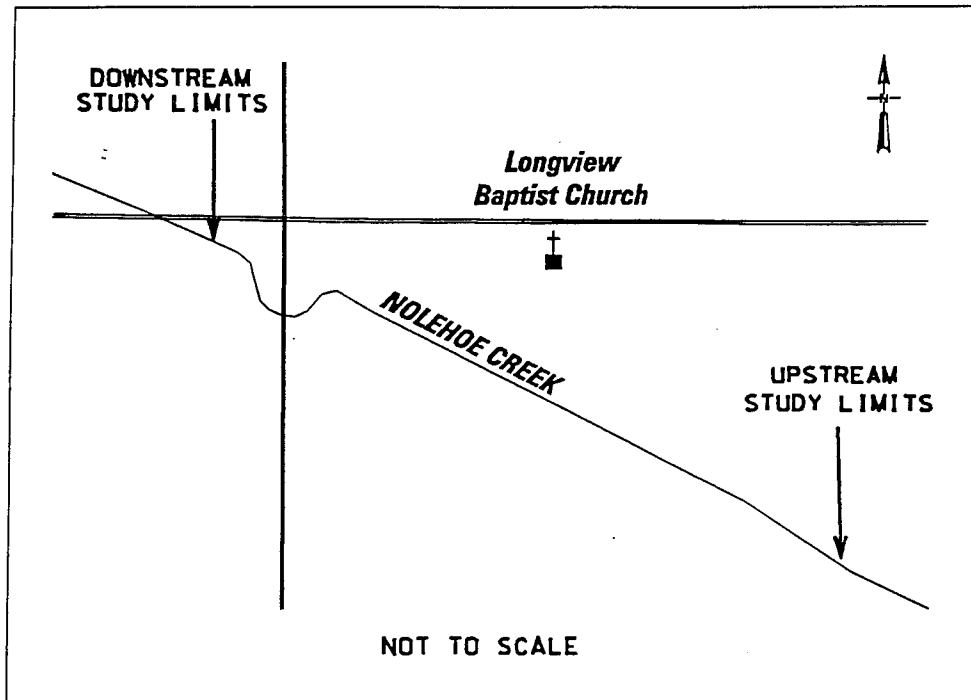 DOWNSTREAM
STUDY LIMITS
Longview
Baptist Church
NOLEHOE CREEK
UPSTREAM
STUDY LIMITS
NOT TO SCALE